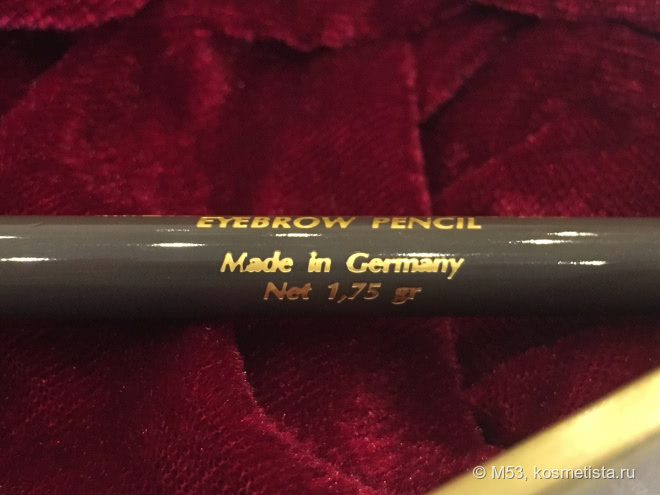 EYEBROW PENCIL
Made in Germany
Net 1,75 gr
© M53, kosmetista.ru